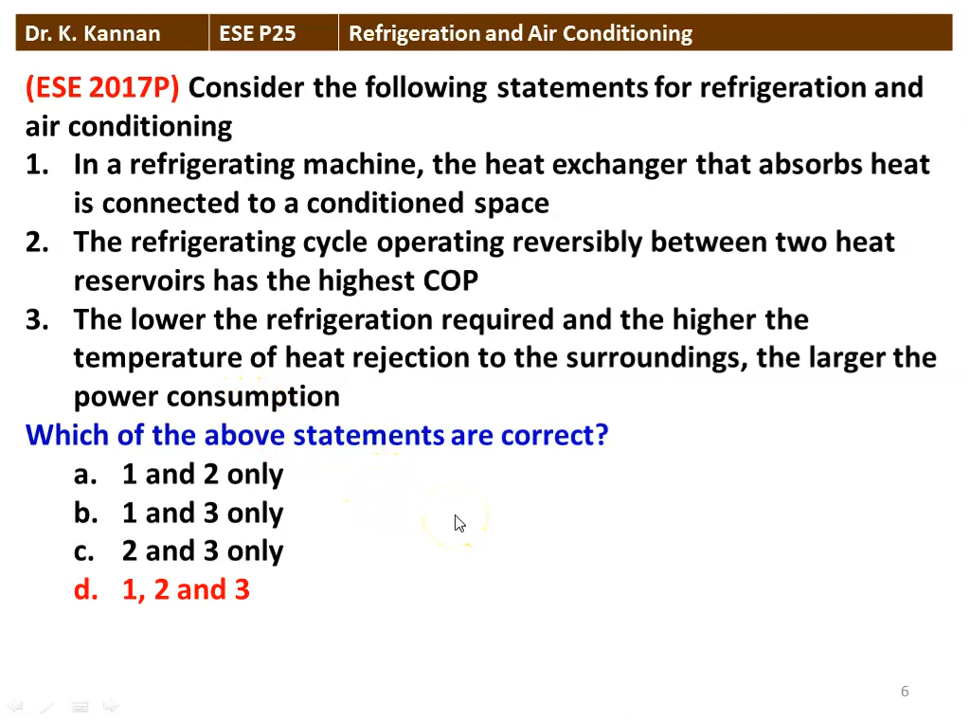 Dr. K. Kannan ESE P25 Refrigeration and Air Conditioning
(ESE 2017P) Consider the following statements for refrigeration and
air conditioning
1. In a refrigerating machine, the heat exchanger that absorbs heat
is connected to a conditioned space
2. The refrigerating cycle operating reversibly between two heat
reservoirs has the highest COP
3. The lower the refrigeration required and the higher the
temperature of heat rejection to the surroundings, the larger the
power consumption
Which of the above statements are correct?
a. 1 and 2 only
b. 1 and 3 only
c. 2 and 3 only
d. 1, 2 and 3
6